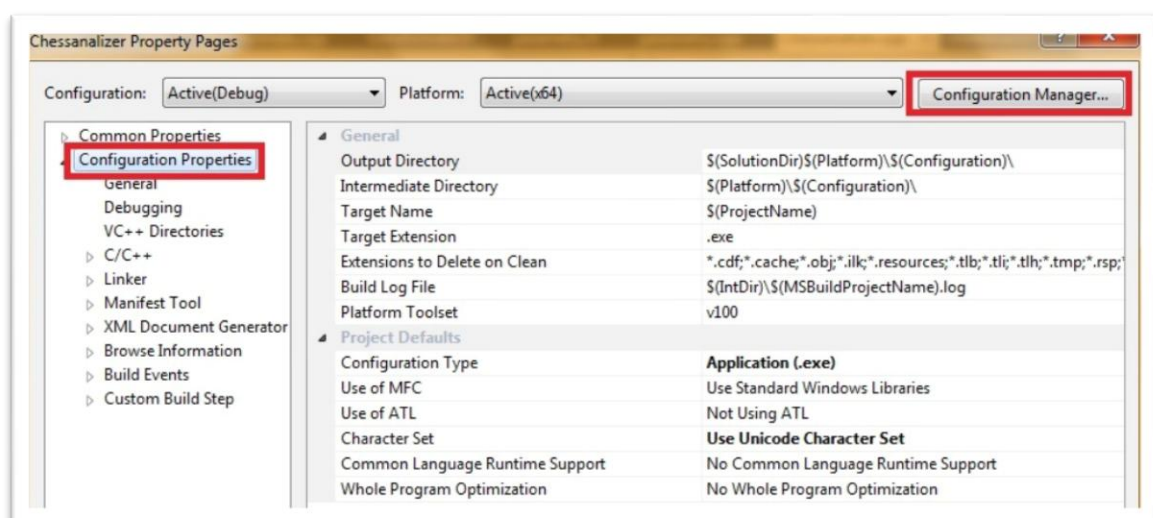 Chessanalizer Property Pages
Configuration: Active(Debug) Platform: Active(x64) Configuration Manager...
Common Properties
Configuration Properties
General
Debugging
VC++ Directories
C/C++
Linker
Manifest Tool
XML Document Generator
Browse Information
Build Events
Custom Build Step
General
Output Directory $(SolutionDir)$(Platform)\$(Configuration)\
Intermediate Directory $(Platform)\$(Configuration)\
Target Name $(ProjectName)
Target Extension .exe
Extensions to Delete on Clean *.cdf;*.cache;*.obj;*.ilk;*.resources;*.tlb;*.tli;*.tlh;*.tmp;*.rsp;
Build Log File $(IntDir)\$(MSBuildProjectName).log
Platform Toolset v100
Project Defaults
Configuration Type Application (.exe)
Use of MFC Use Standard Windows Libraries
Use of ATL Not Using ATL
Character Set Use Unicode Character Set
Common Language Runtime Support No Common Language Runtime Support
Whole Program Optimization No Whole Program Optimization